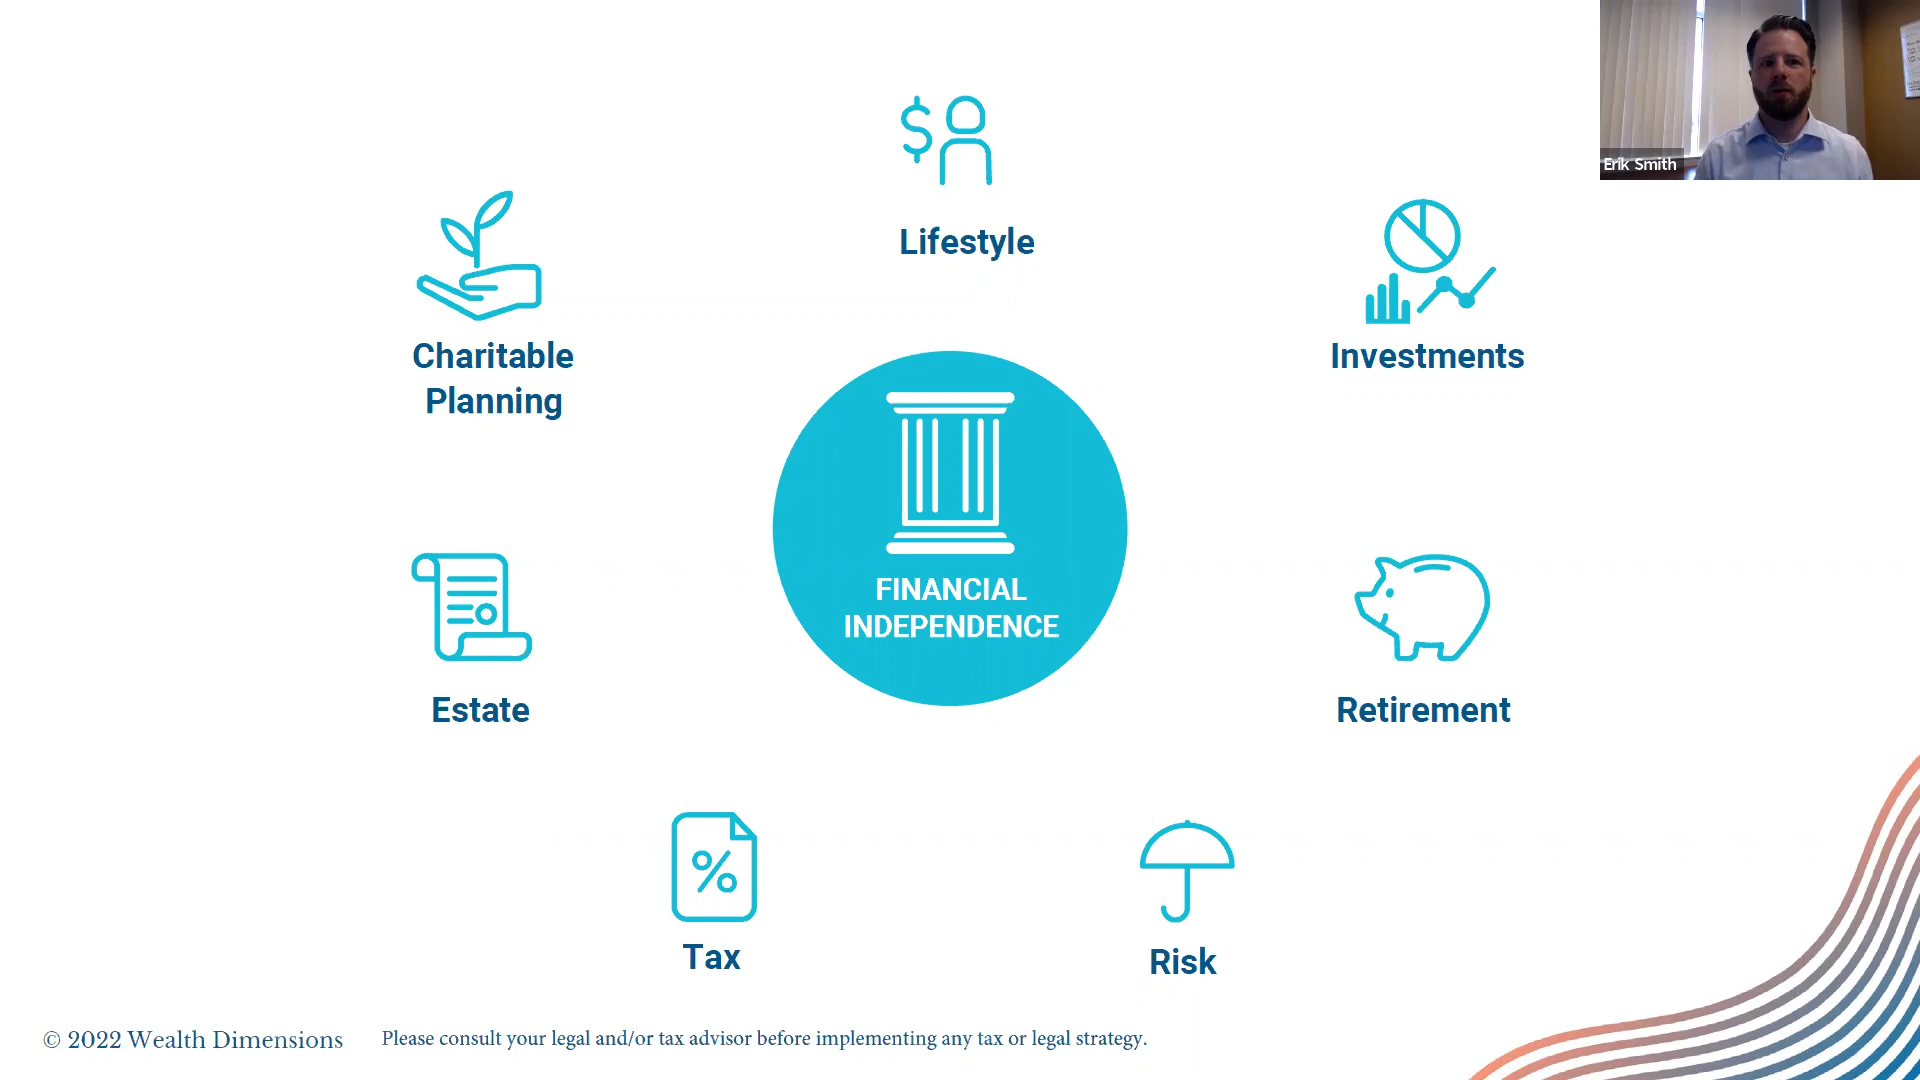 Erik Smith
Lifestyle
Charitable
Planning
Investments
FINANCIAL
INDEPENDENCE
Estate
Retirement
Tax
Risk
© 2022 Wealth Dimensions
Please consult your legal and/or tax advisor before implementing any tax or legal strategy.